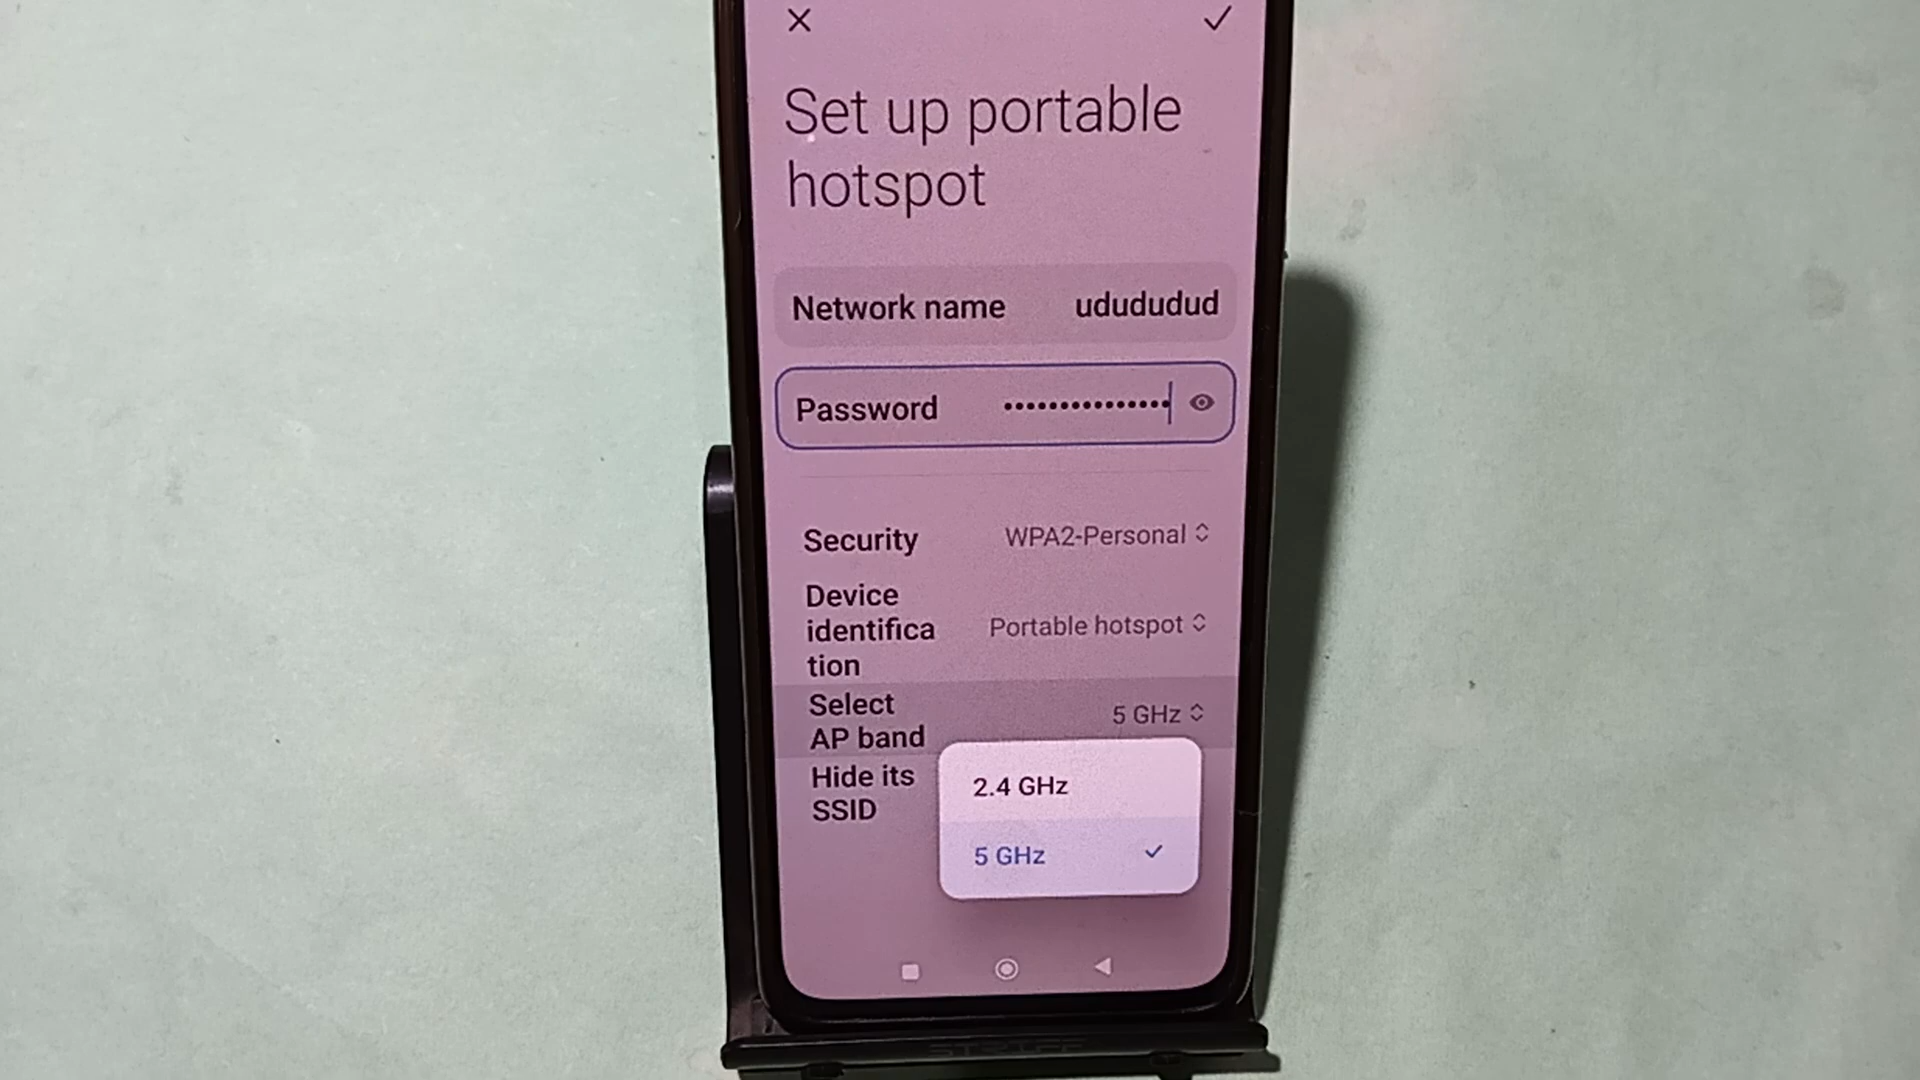 Set up portable
hotspot
Network name udududud
Password
Security WPA2-Personal
Device
identifica
tion
Portable hotspot
Select
AP band
5 GHz
Hide its
SSID
2.4 GHz
5 GHz